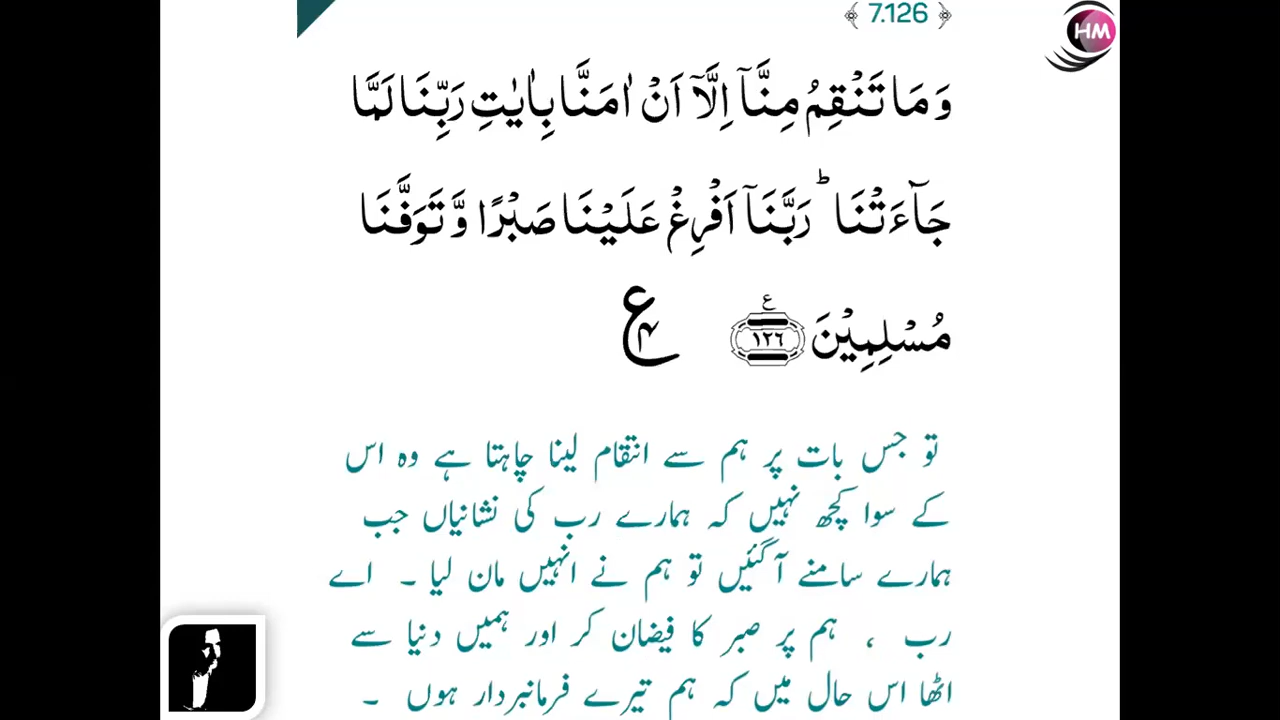 7.126
HM
وَ مَا تَنْقِمُ مِنَّاۤ اِلَّاۤ اَنْ اٰمَنَّا بِاٰیٰتِ رَبِّنَا لَمَّا
جَآءَتْنَا ؕ رَبَّنَاۤ اَفْرِغْ عَلَیْنَا صَبْرًا وَّ تَوَفَّنَا
مُسْلِمِیْنَ ﴿۱۲۶﴾ ع
تو جس بات پر ہم سے انتقام لینا چاہتا ہے وہ اس
کے سوا کچھ نہیں کہ ہمارے رب کی نشانیاں جب
ہمارے سامنے آ گئیں تو ہم نے انہیں مان لیا ۔ اے
رب ، ہم پر صبر کا فیضان کر اور ہمیں دنیا سے
اٹھا اس حال میں کہ ہم تیرے فرمانبردار ہوں ۔